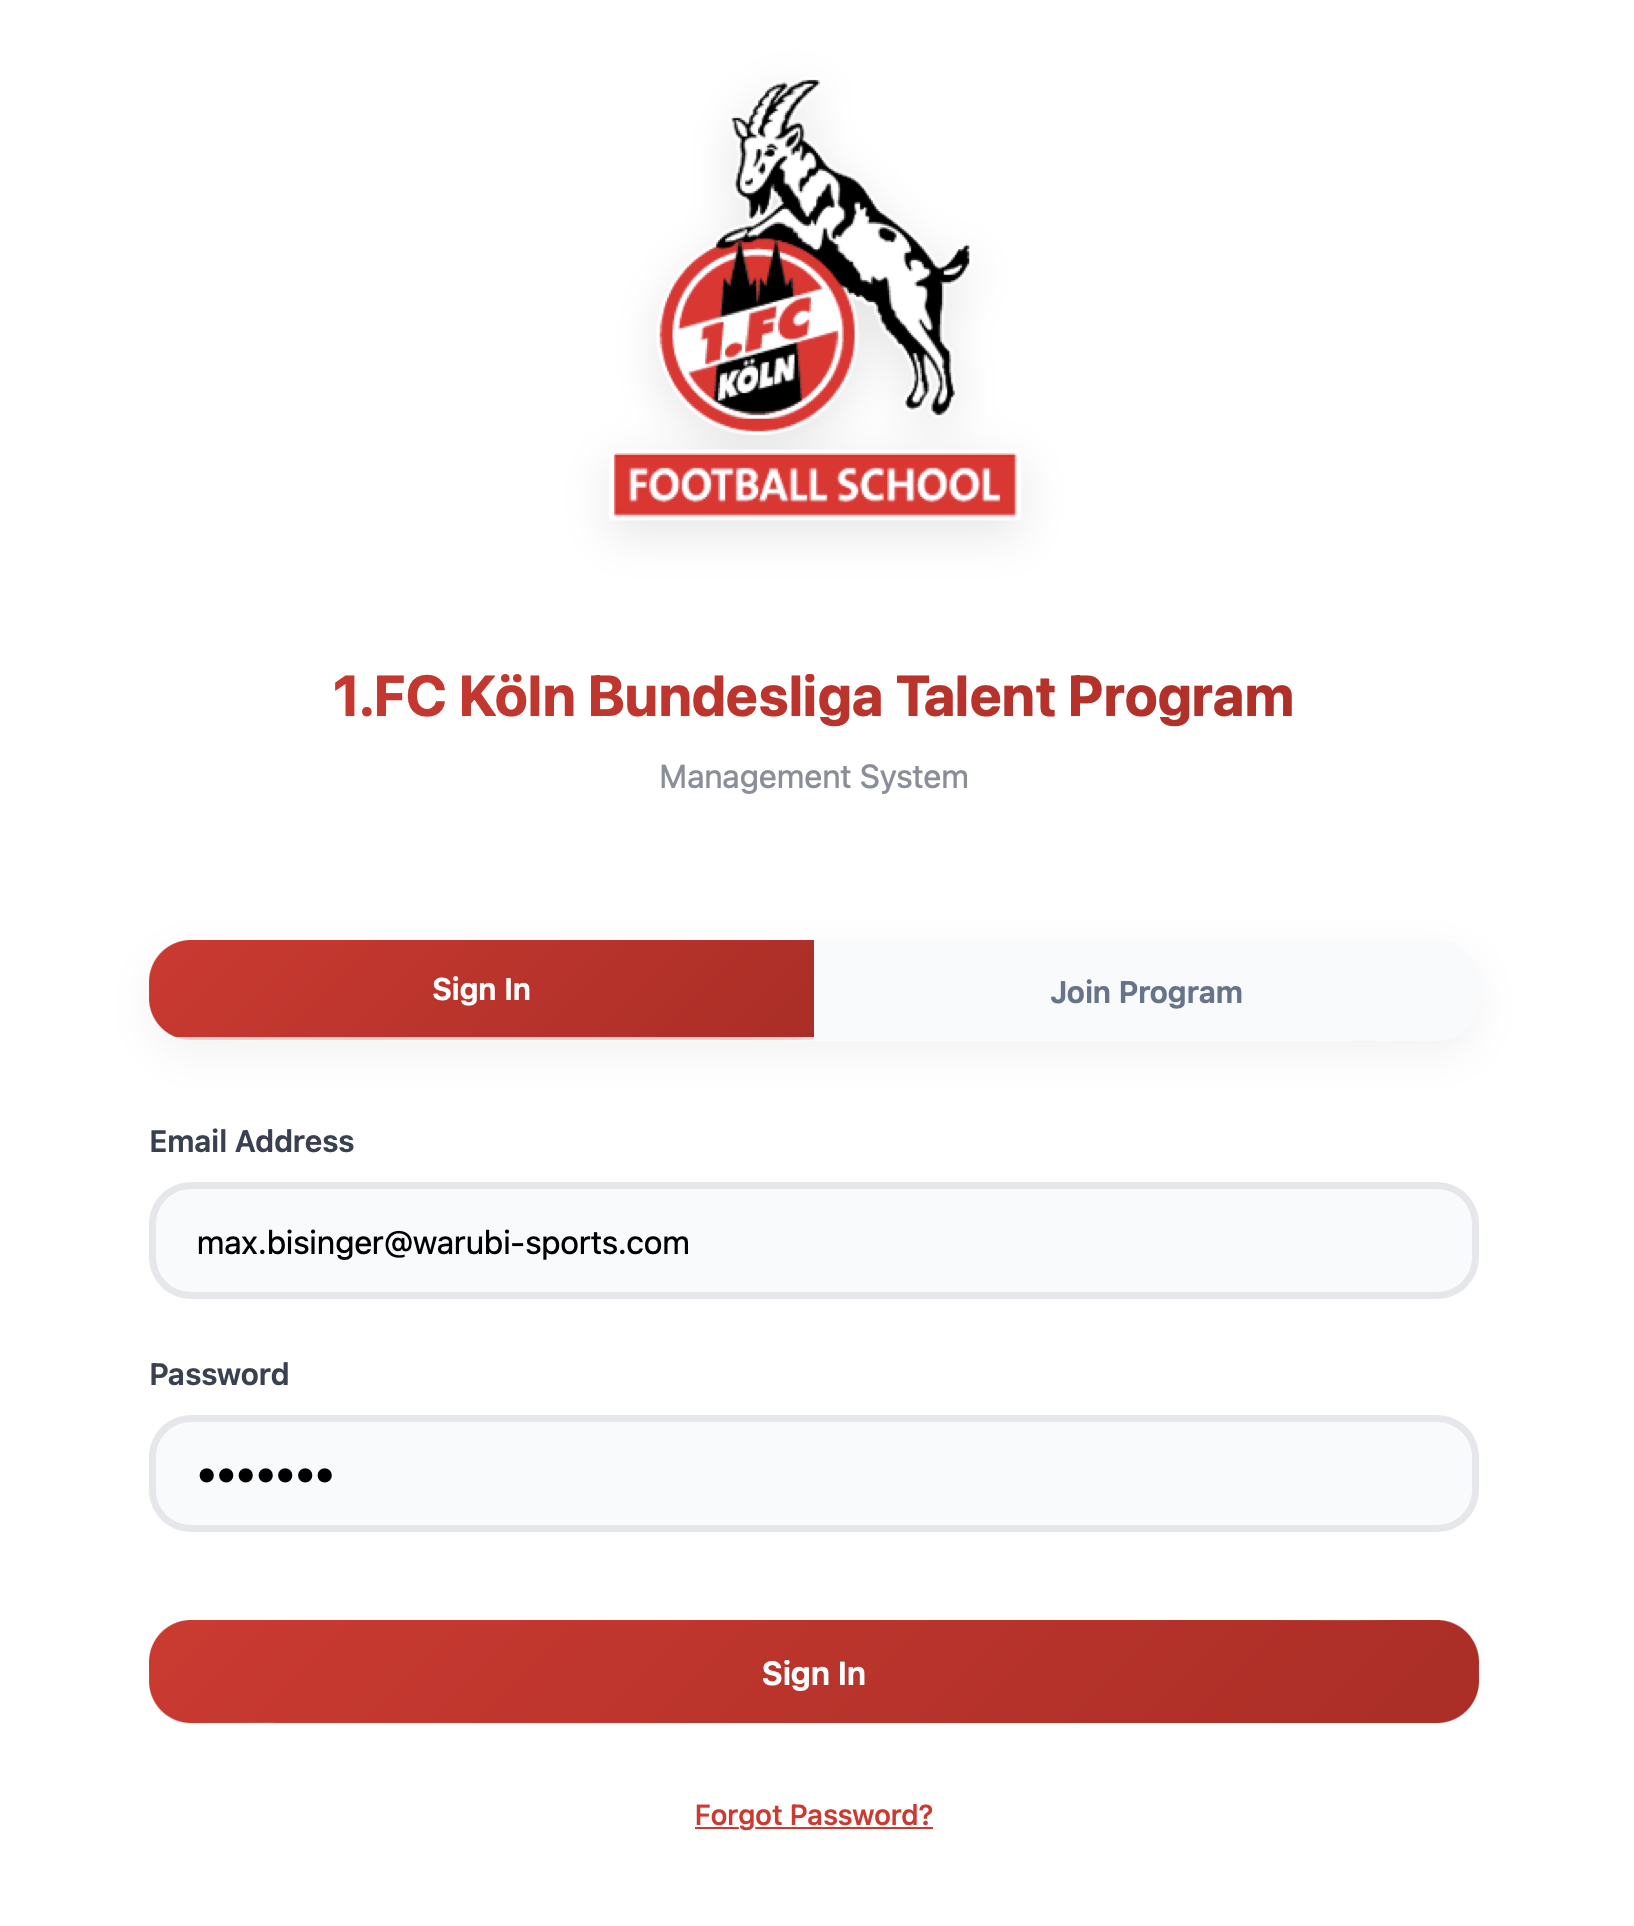 1.FC
KÖLN
FOOTBALL SCHOOL
1.FC Köln Bundesliga Talent Program
Management System
Sign In
Join Program
Email Address
max.bisinger@warubi-sports.com
Password
•••••••
Sign In
Forgot Password?